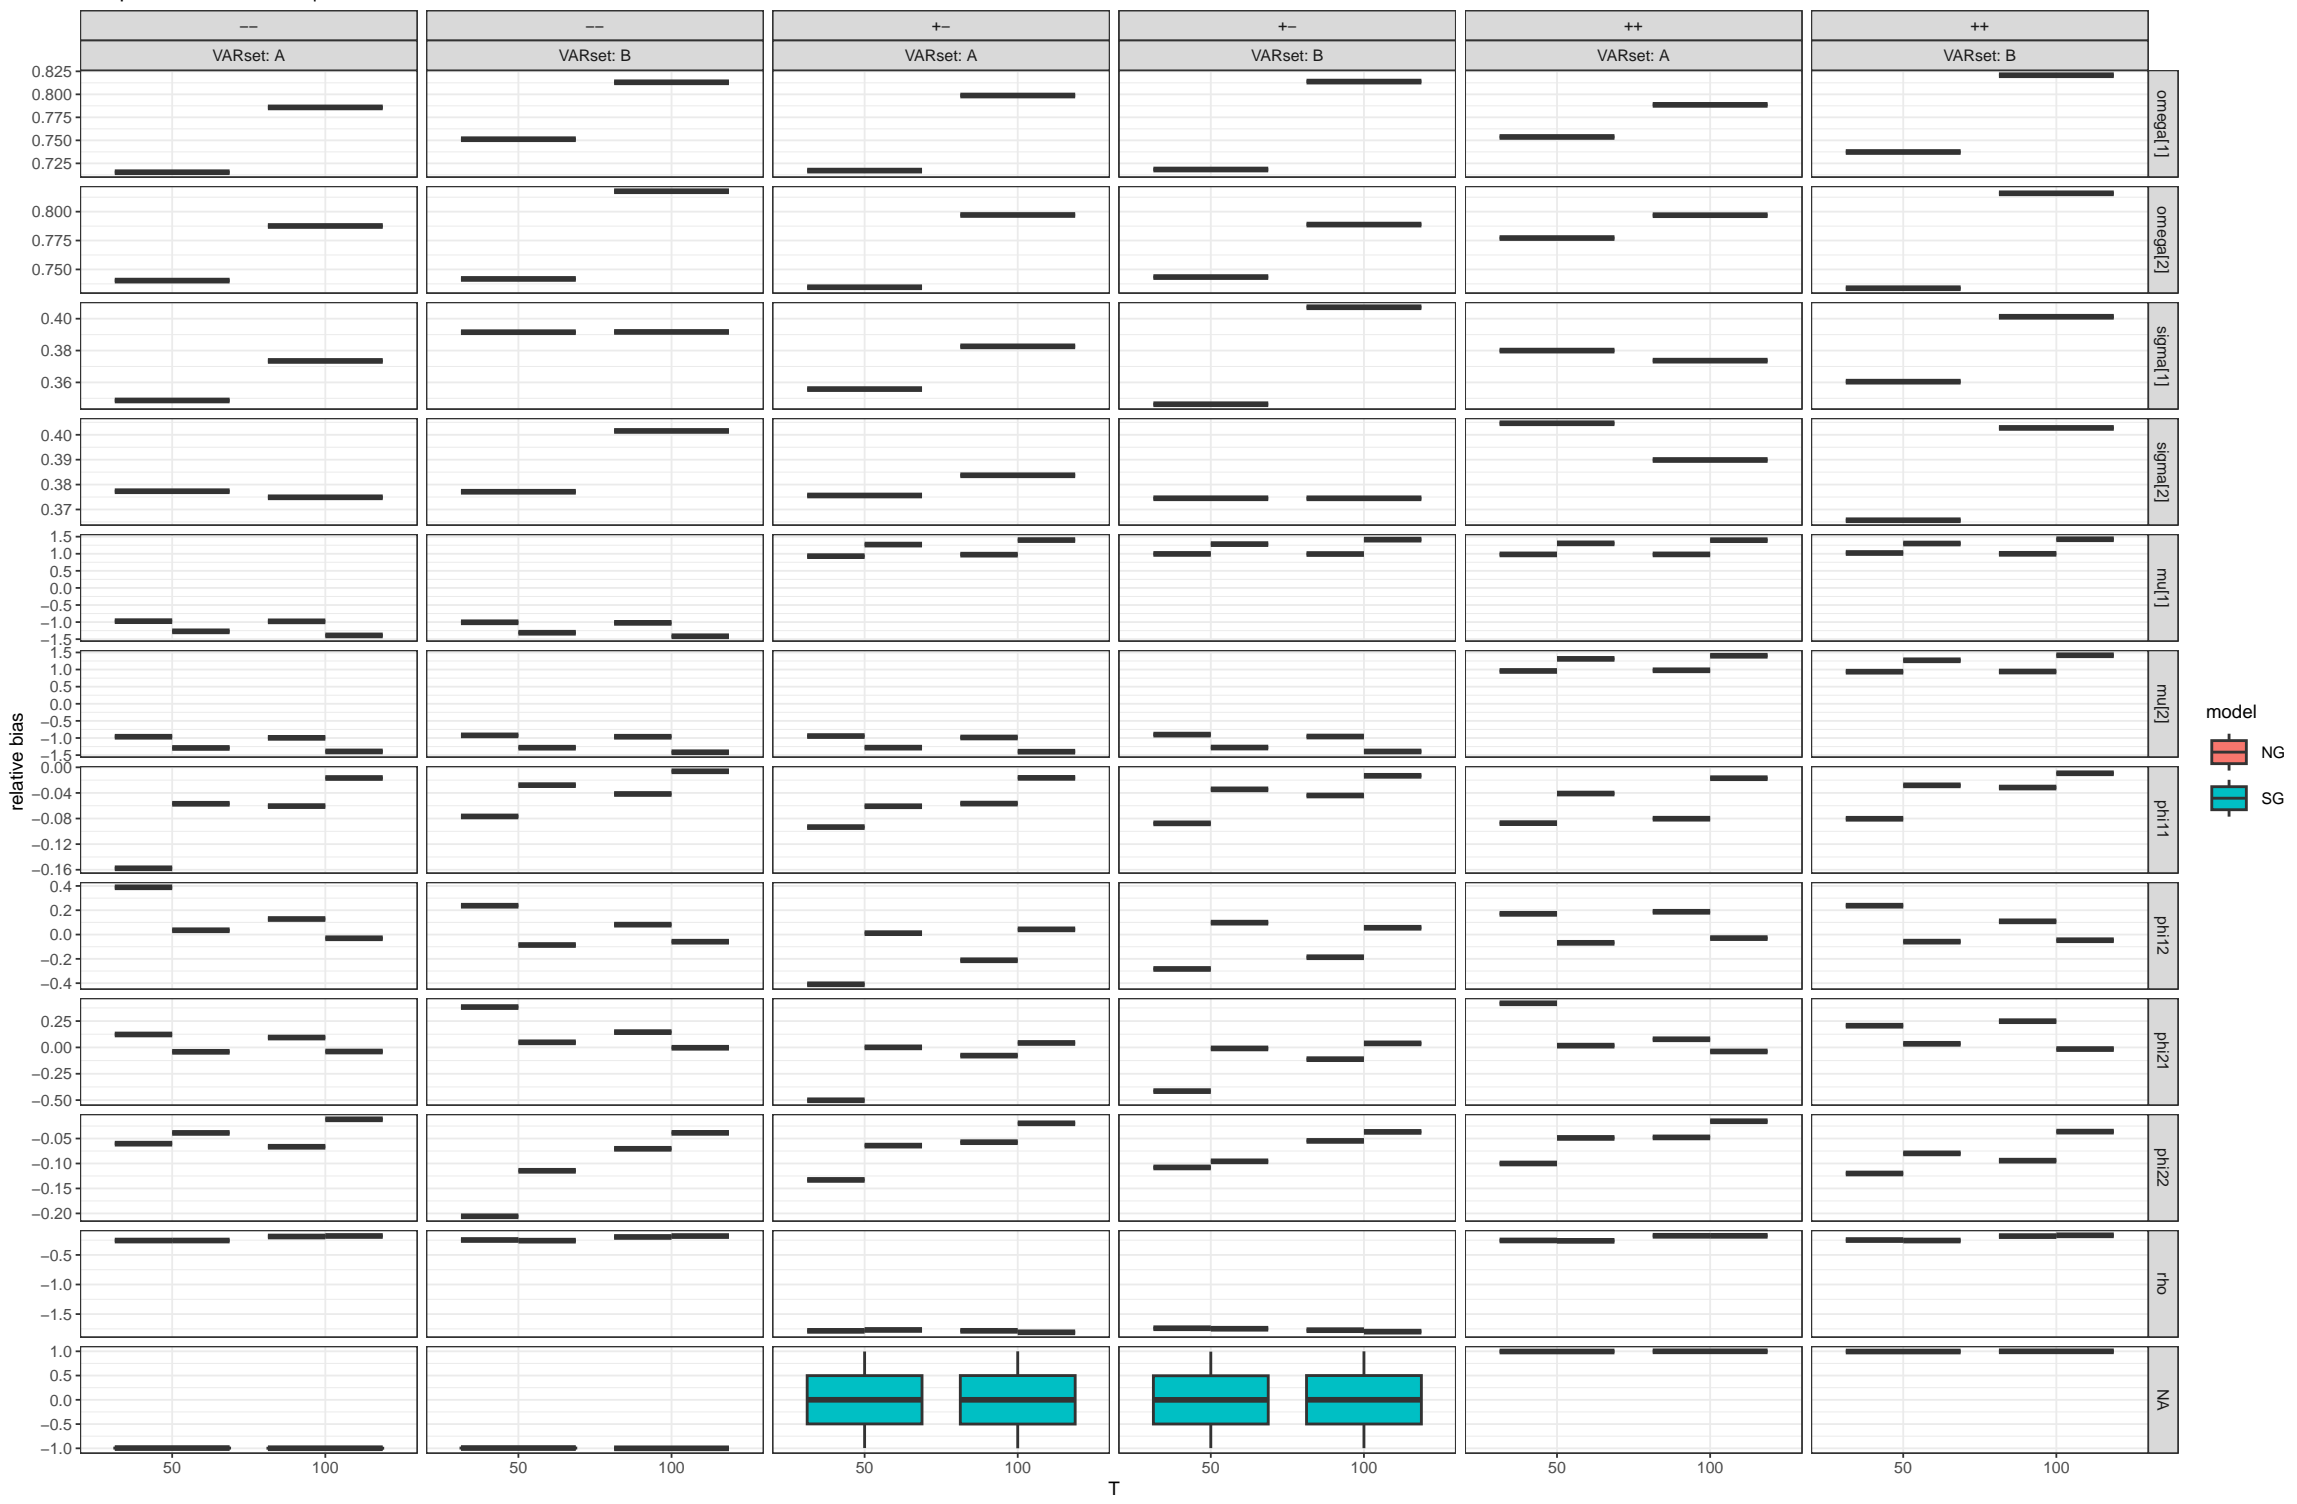 −− −− +− +− ++ ++
VARset: A VARset: B VARset: A VARset: B VARset: A VARset: B
0.825
0.800
0.775
0.750
0.725
omega[1]
0.800
0.775
0.750
omega[2]
0.40
0.38
0.36
sigma[1]
0.40
0.39
0.38
0.37
sigma[2]
1.5
1.0
0.5
0.0
−0.5
−1.0
−1.5
mu[1]
1.5
1.0
0.5
0.0
−0.5
−1.0
−1.5
mu[2]
0.00
−0.04
−0.08
−0.12
−0.16
phi11
0.4
0.2
0.0
−0.2
−0.4
phi12
0.25
0.00
−0.25
−0.50
phi21
−0.05
−0.10
−0.15
−0.20
phi22
−0.5
−1.0
−1.5
rho
1.0
0.5
0.0
−0.5
−1.0
NA
50 100 50 100 50 100 50 100 50 100 50 100
T
relative bias
model
NG
SG